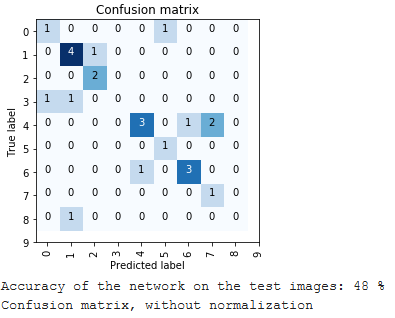 Confusion matrix
True label
0 1 0 0 0 0 1 0 0 0
1 0 4 1 0 0 0 0 0 0
2 0 0 2 0 0 0 0 0 0
3 1 1 0 0 0 0 0 0 0
4 0 0 0 0 3 0 1 2 0
5 0 0 0 0 0 1 0 0 0
6 0 0 0 0 1 0 3 0 0
7 0 0 0 0 0 0 0 1 0
8 0 1 0 0 0 0 0 0 0
9
0 1 2 3 4 5 6 7 8 9
Predicted label
Accuracy of the network on the test images: 48 %
Confusion matrix, without normalization